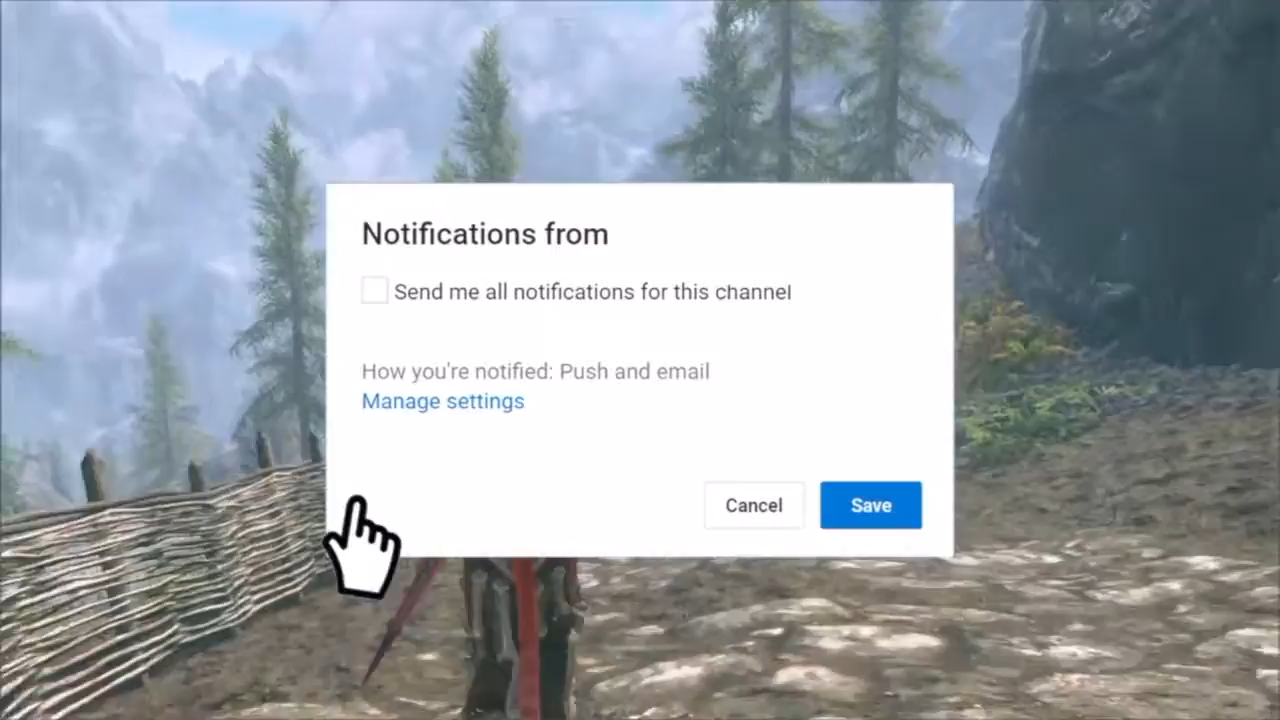 Notifications from
Send me all notifications for this channel
How you're notified: Push and email
Manage settings
Cancel
Save